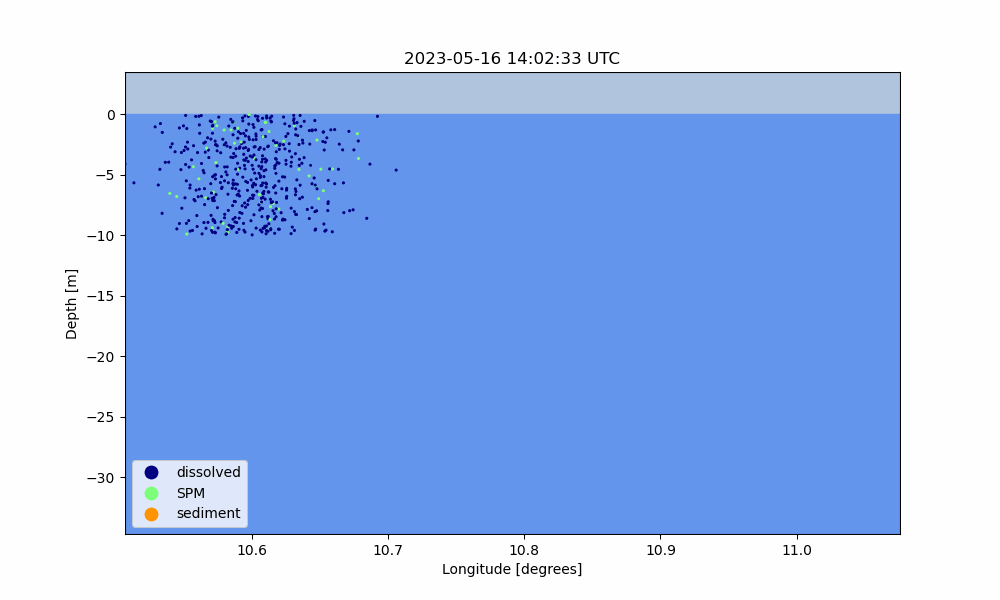 2023-05-16 14:02:33 UTC
0
−5
−10
−15
−20
−25
−30
Depth [m]
dissolved
SPM
sediment
10.6 10.7 10.8 10.9 11.0
Longitude [degrees]